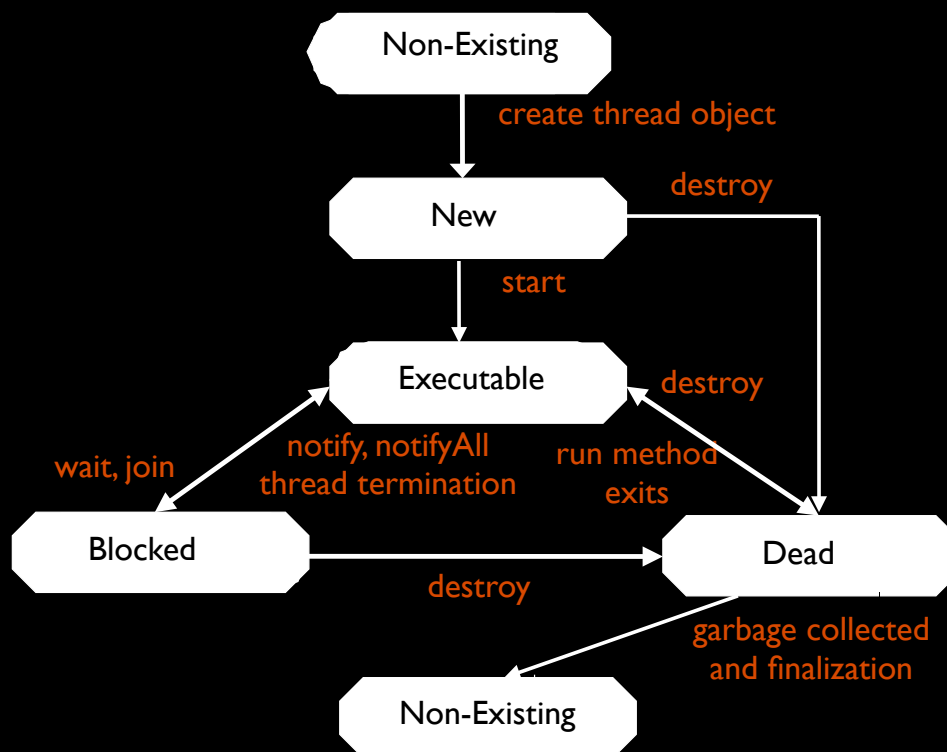 Non-Existing
create thread object
destroy
New
start
Executable
destroy
wait, join
notify, notifyAll
thread termination
run method
exits
Blocked
Dead
destroy
garbage collected
and finalization
Non-Existing